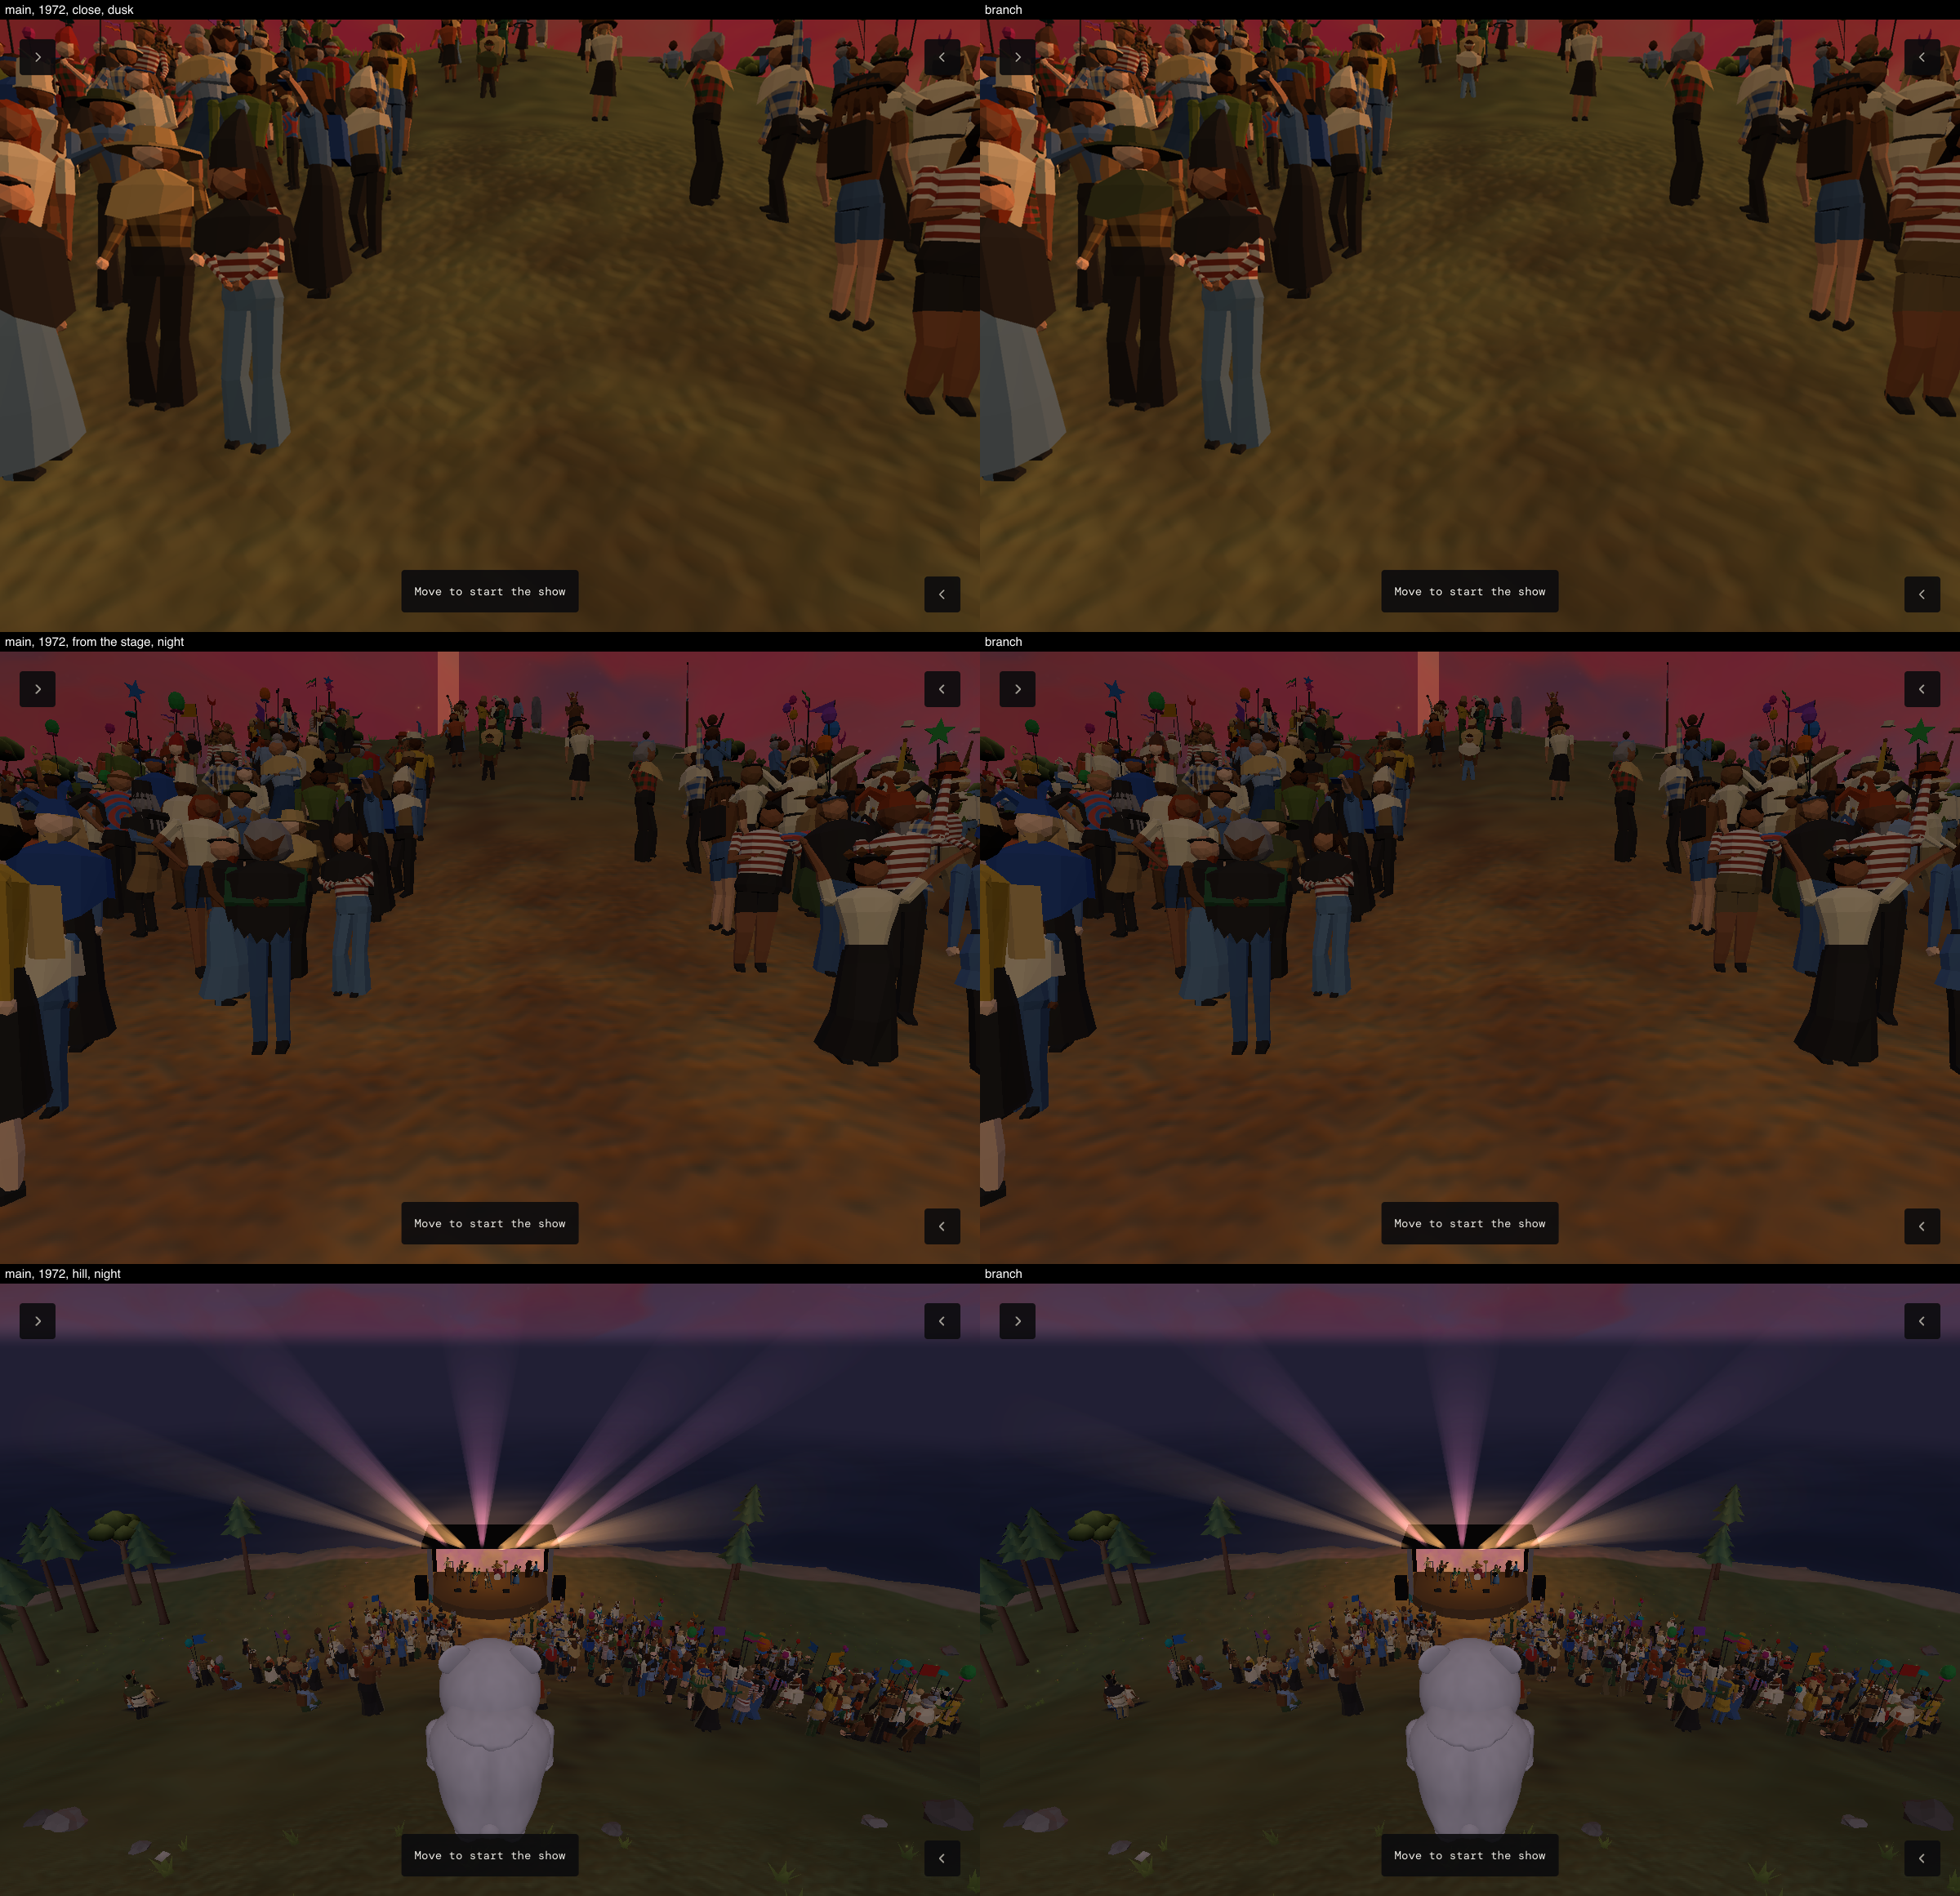 main, 1972, close, dusk
branch
Move to start the show
Move to start the show
main, 1972, from the stage, night
branch
Move to start the show
Move to start the show
main, 1972, hill, night
branch
Move to start the show
Move to start the show